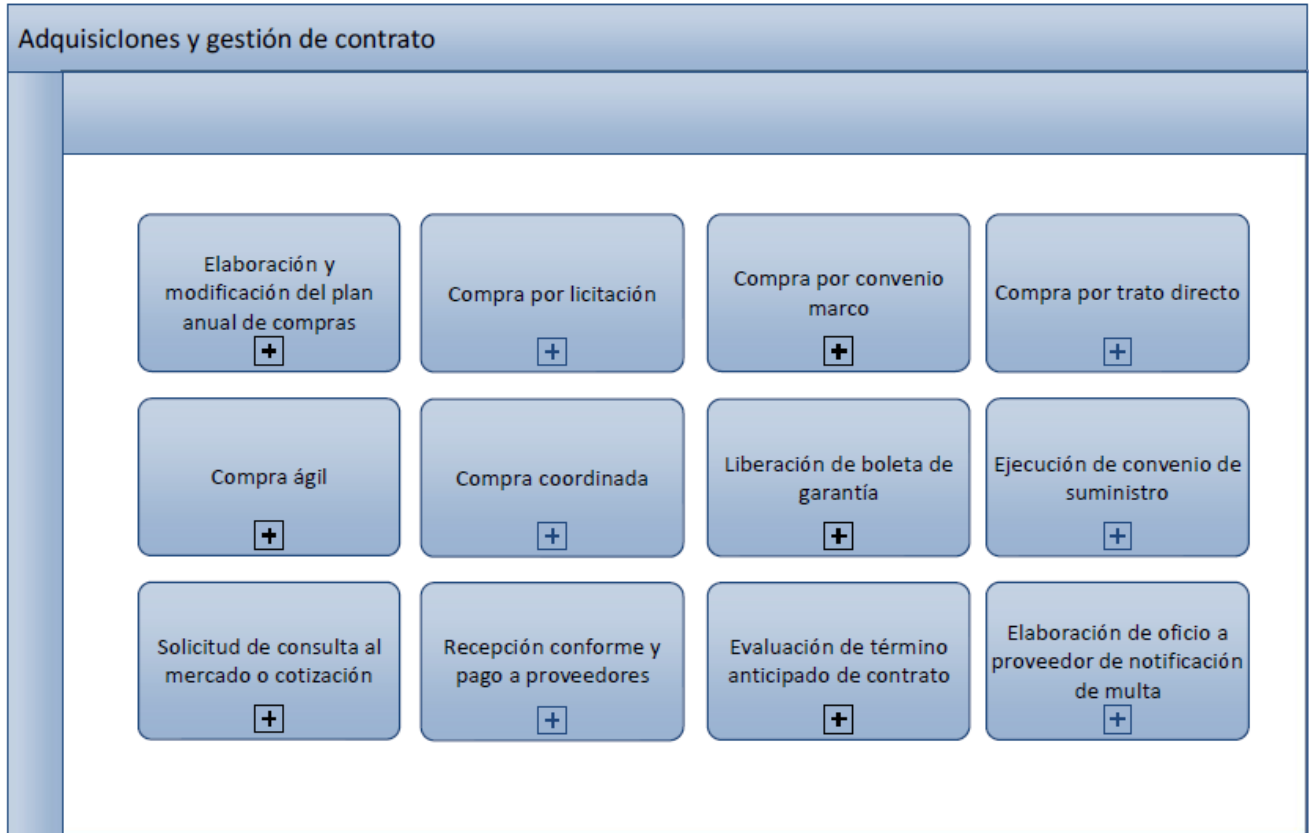 Adquisiclones y gestión de contrato
Elaboración y
modificación del plan
anual de compras
Compra por licitación
Compra por convenio
marco
Compra por trato directo
Compra ágil
Compra coordinada
Liberación de boleta de
garantía
Ejecución de convenio de
suministro
Solicitud de consulta al
mercado o cotización
Recepción conforme y
pago a proveedores
Evaluación de término
anticipado de contrato
Elaboración de oficio a
proveedor de notificación
de multa